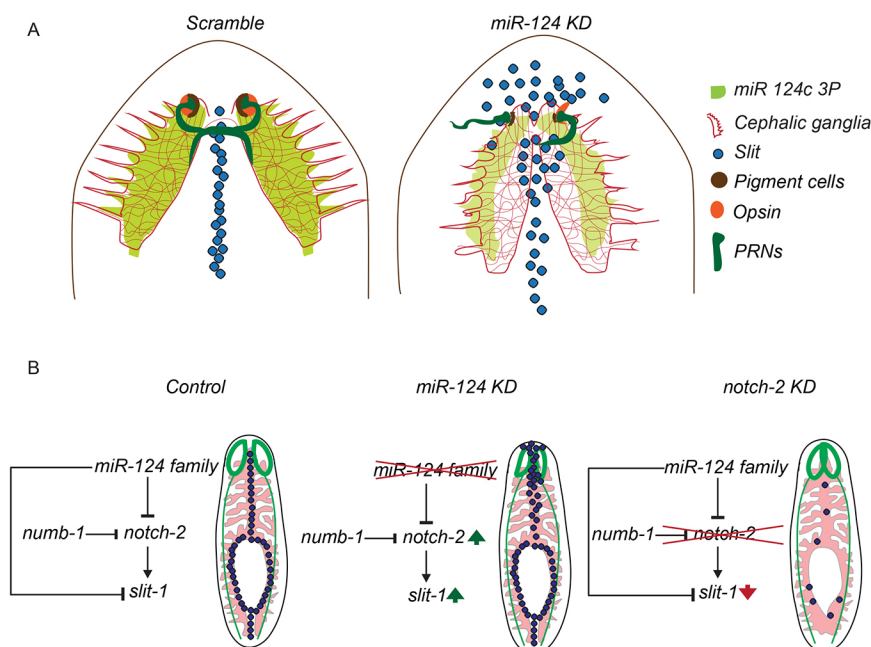 A
Scramble
miR-124 KD
miR 124c 3P
Cephalic ganglia
Slit
Pigment cells
Opsin
PRNs
B
Control
miR-124 KD
notch-2 KD
miR-124 family
numb-1
notch-2
slit-1
miR-124 family
numb-1
notch-2
slit-1
miR-124 family
numb-1
notch-2
slit-1